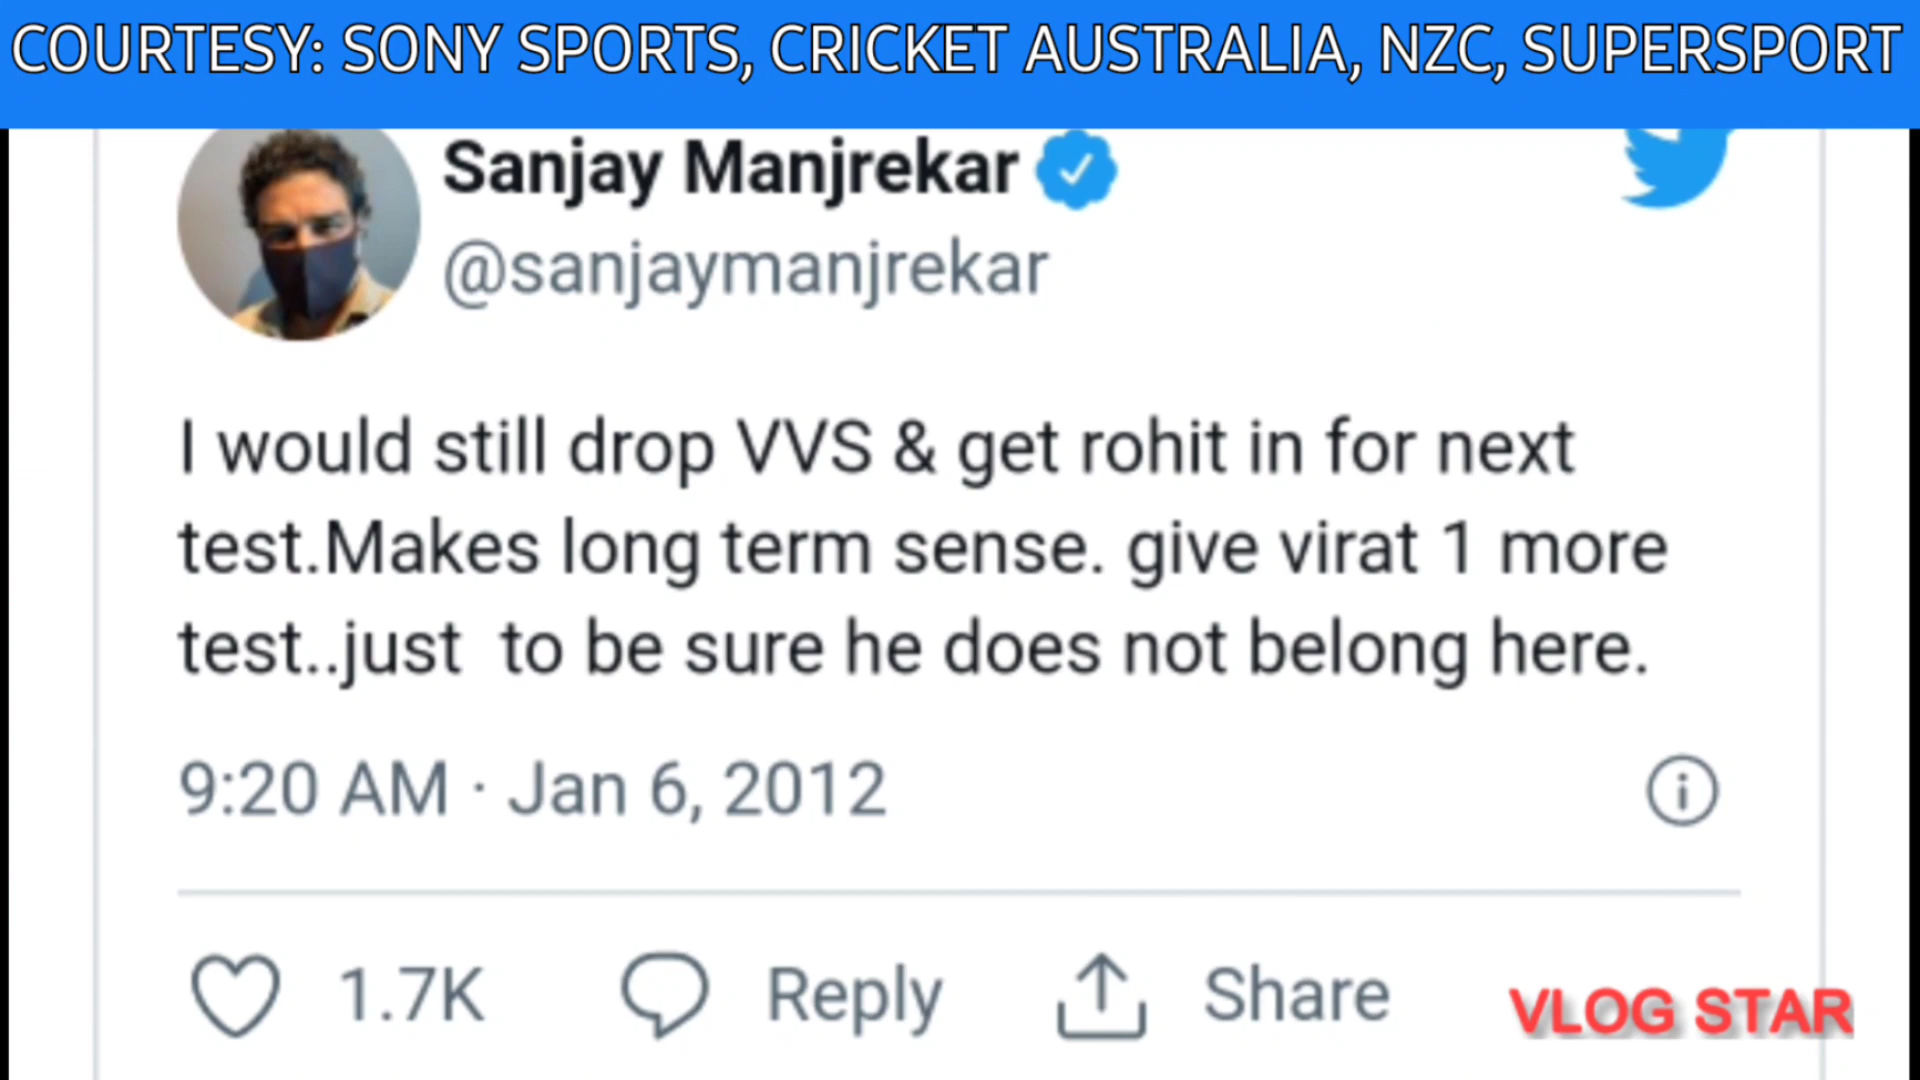 COURTESY: SONY SPORTS, CRICKET AUSTRALIA, NZC, SUPERSPORT
Sanjay Manjrekar
@sanjaymanjrekar
I would still drop VVS & get rohit in for next
test.Makes long term sense. give virat 1 more
test..just  to be sure he does not belong here.
9:20 AM · Jan 6, 2012
1.7K Reply Share
VLOG STAR